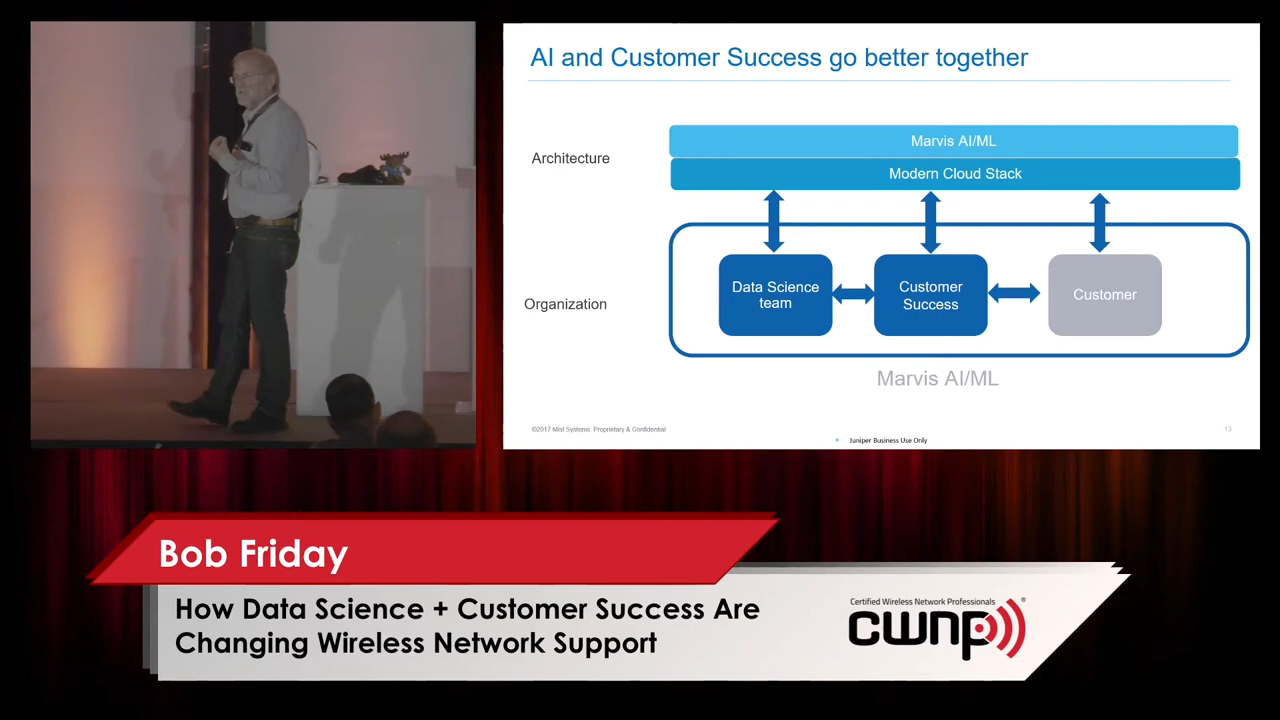 AI and Customer Success go better together
Architecture
Marvis AI/ML
Modern Cloud Stack
Organization
Data Science
team
Customer
Success
Customer
Marvis AI/ML
©2017 Mist Systems. Proprietary & Confidential
13
• Juniper Business Use Only
Bob Friday
How Data Science + Customer Success Are
Changing Wireless Network Support
Certified Wireless Network Professionals
cwnp®